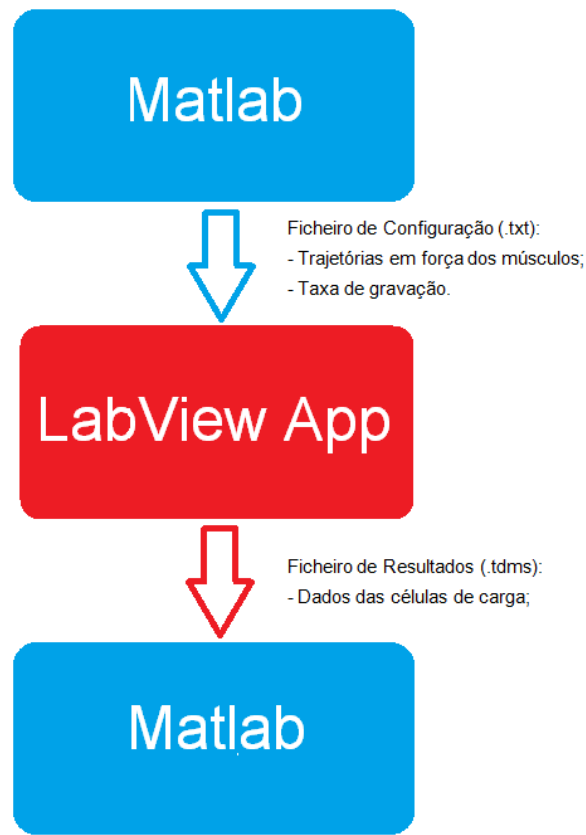 Matlab
Ficheiro de Configuração (.txt):
- Trajetórias em força dos músculos;
- Taxa de gravação.
LabView App
Ficheiro de Resultados (.tdms):
- Dados das células de carga;
Matlab